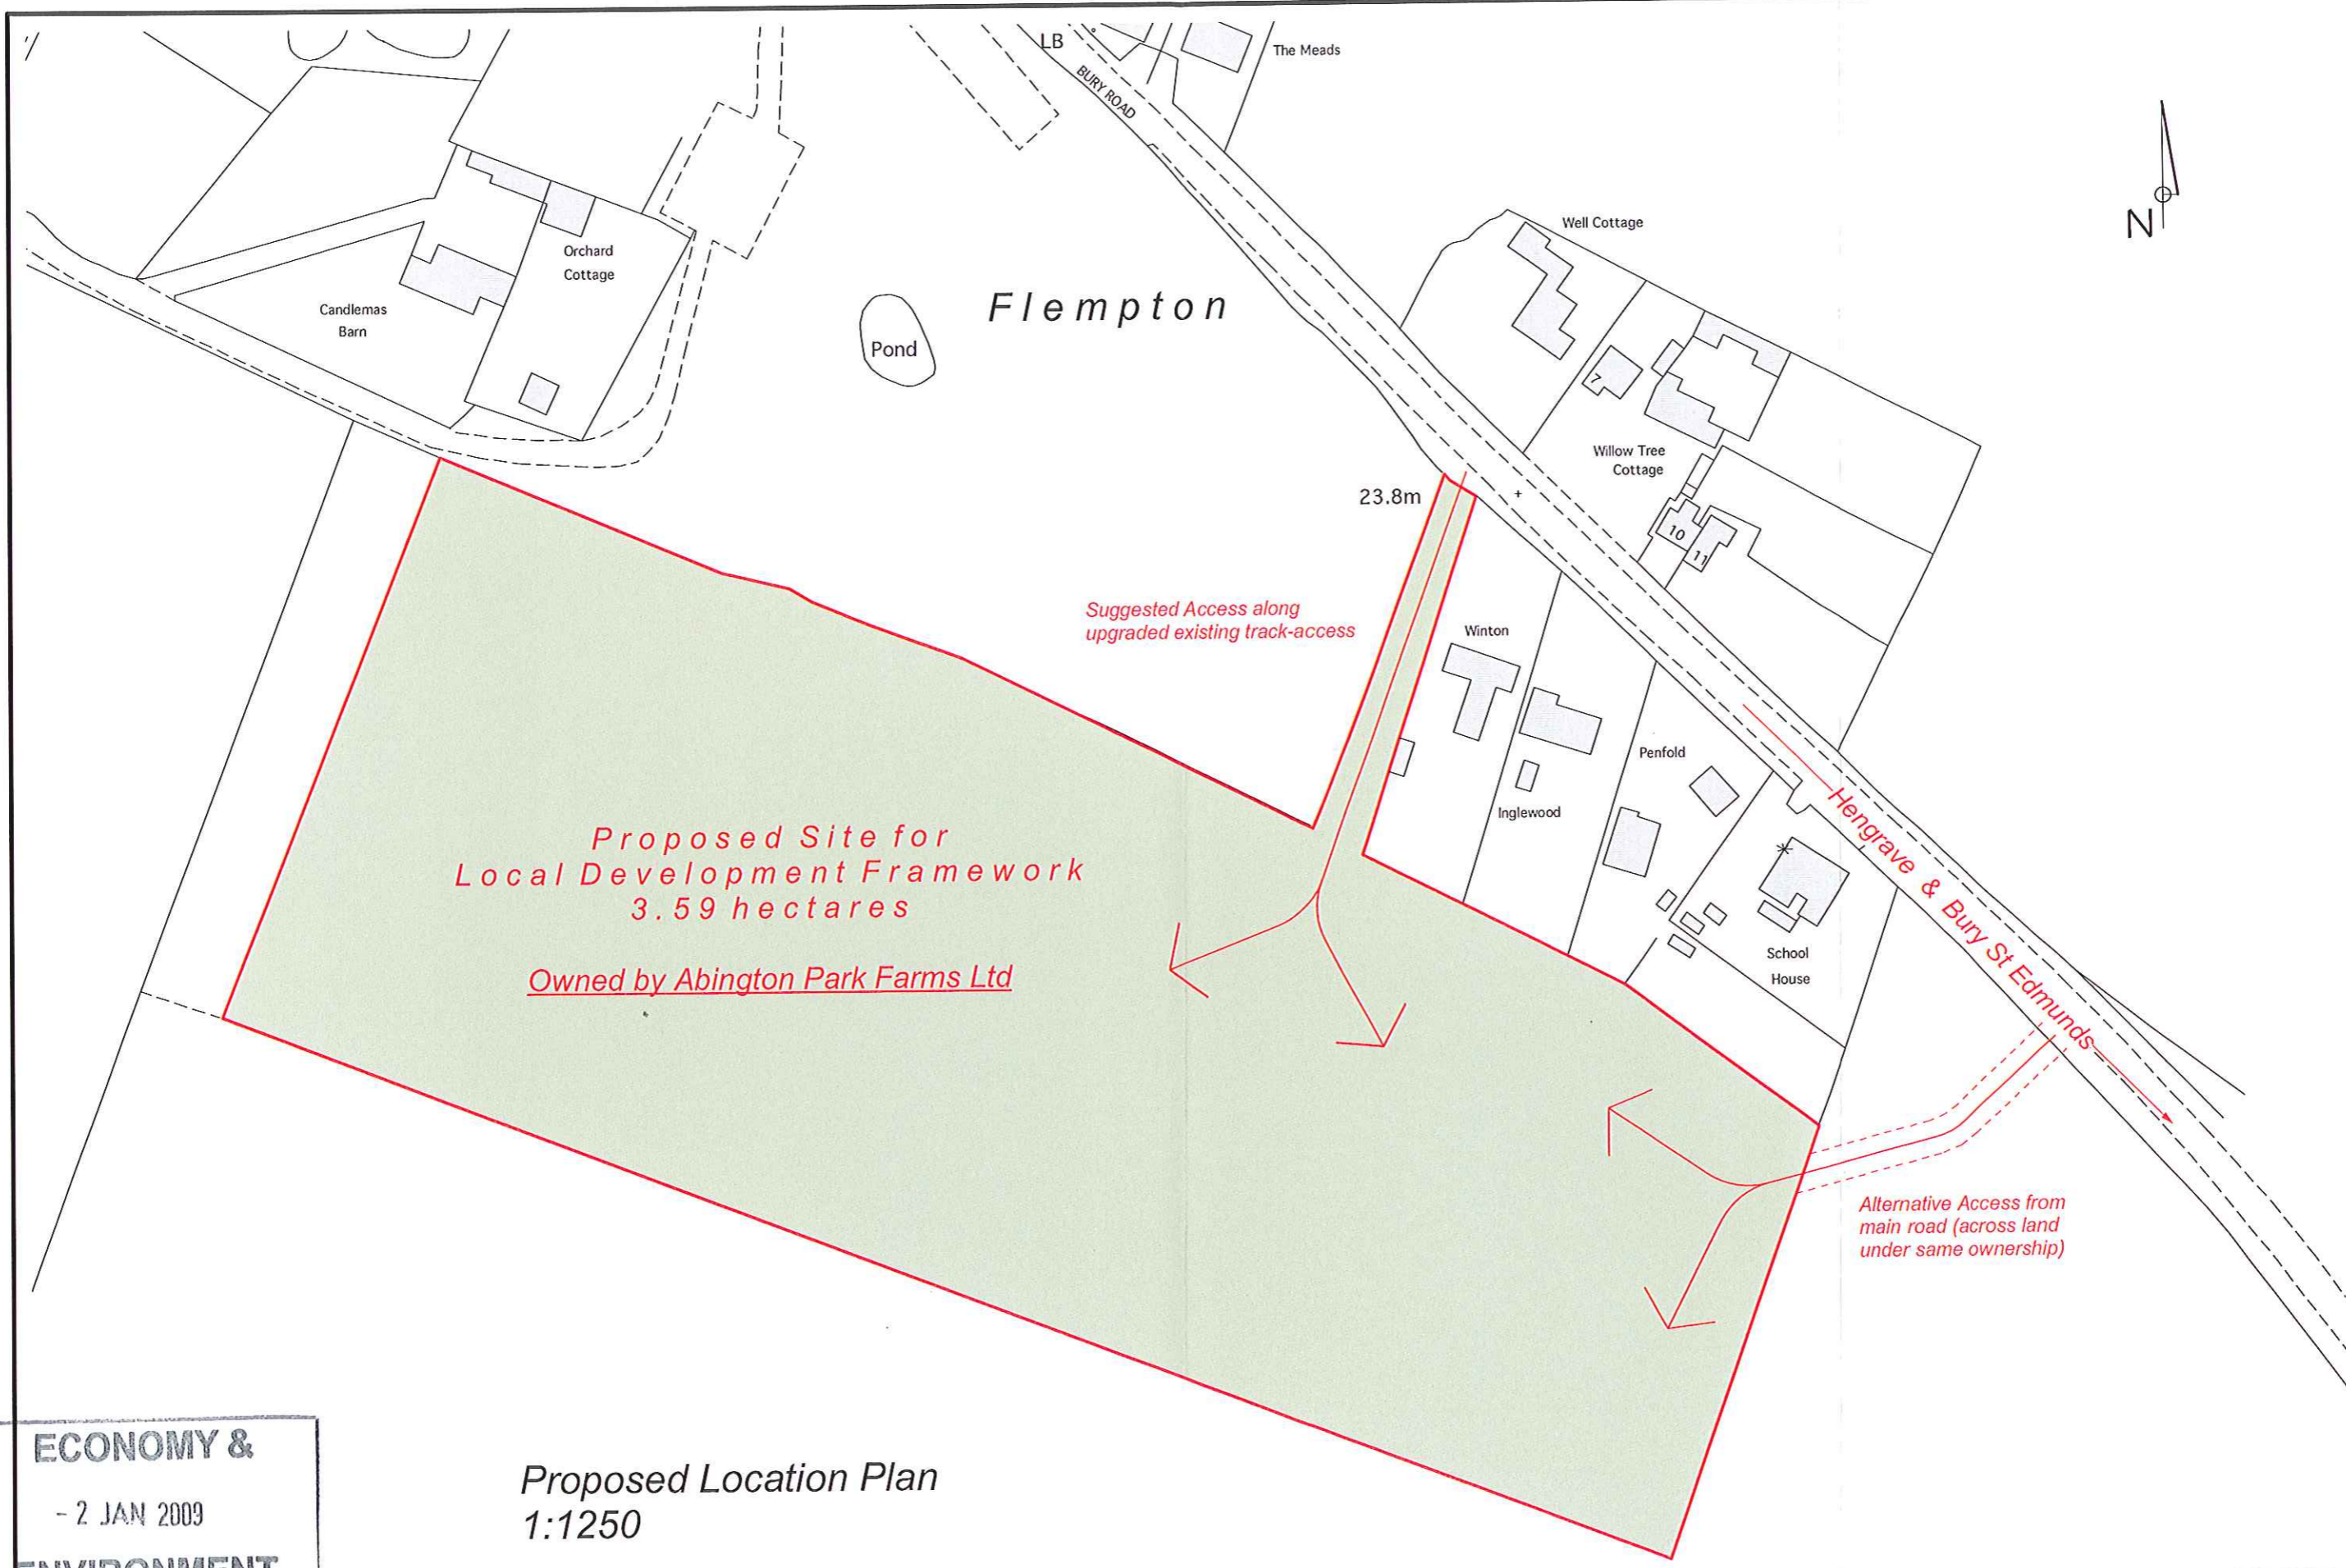 LB
BURY ROAD
The Meads
N
Well Cottage
Orchard
Cottage
Candlemas
Barn
Flempton
Pond
7
Willow Tree
Cottage
23.8m
10
11
Suggested Access along
upgraded existing track-access
Winton
Penfold
Inglewood
Hengrave & Bury St Edmunds
Proposed Site for
Local Development Framework
3.59 hectares
Owned by Abington Park Farms Ltd
School
House
Alternative Access from
main road (across land
under same ownership)
ECONOMY &
- 2 JAN 2009
ENVIRONMENT
Proposed Location Plan
1:1250